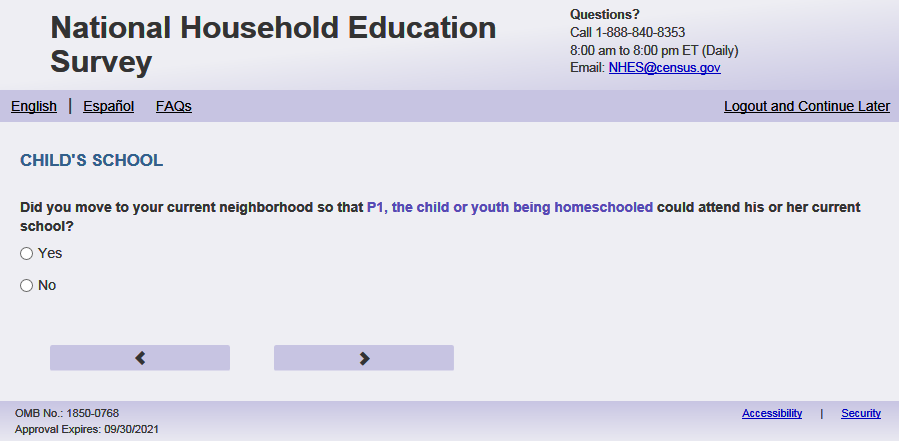 National Household Education
Survey
Questions?
Call 1-888-840-8353
8:00 am to 8:00 pm ET (Daily)
Email: NHES@census.gov
English | Español FAQs Logout and Continue Later
CHILD'S SCHOOL
Did you move to your current neighborhood so that P1, the child or youth being homeschooled could attend his or her current
school?
Yes
No
OMB No.: 1850-0768
Approval Expires: 09/30/2021
Accessibility | Security